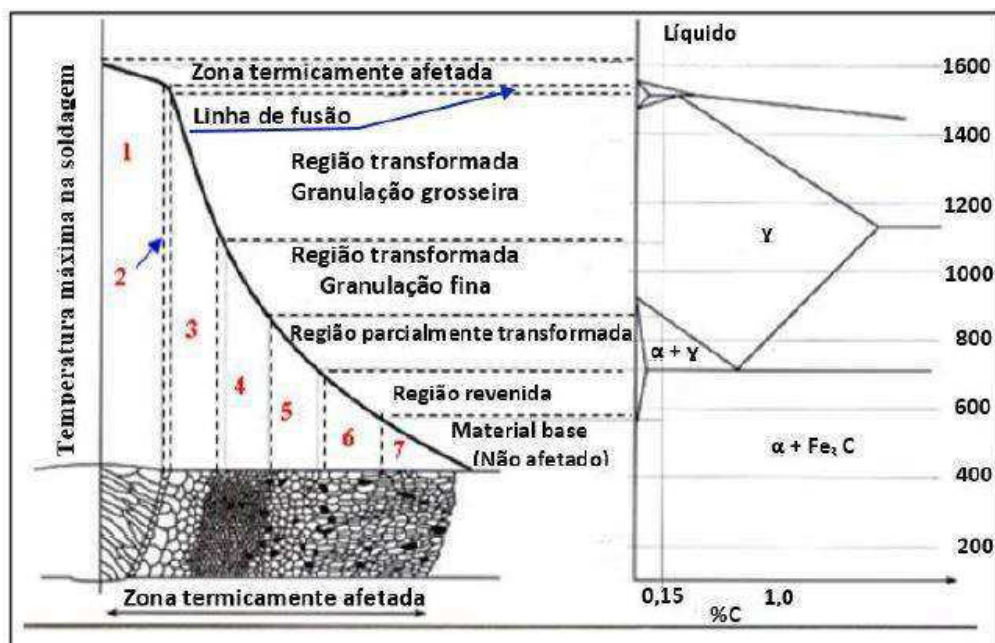 Temperatura máxima na soldagem
Zona termicamente afetada
Linha de fusão
Região transformada
Granulação grosseira
Região transformada
Granulação fina
Região parcialmente transformada
Região revenida
Material base
(Não afetado)
1
2
3
4
5
6
7
Zona termicamente afetada
Líquido
γ
α + γ
α + Fe₃ C
1600
1400
1200
1000
800
600
400
200
0,15
1,0
%C